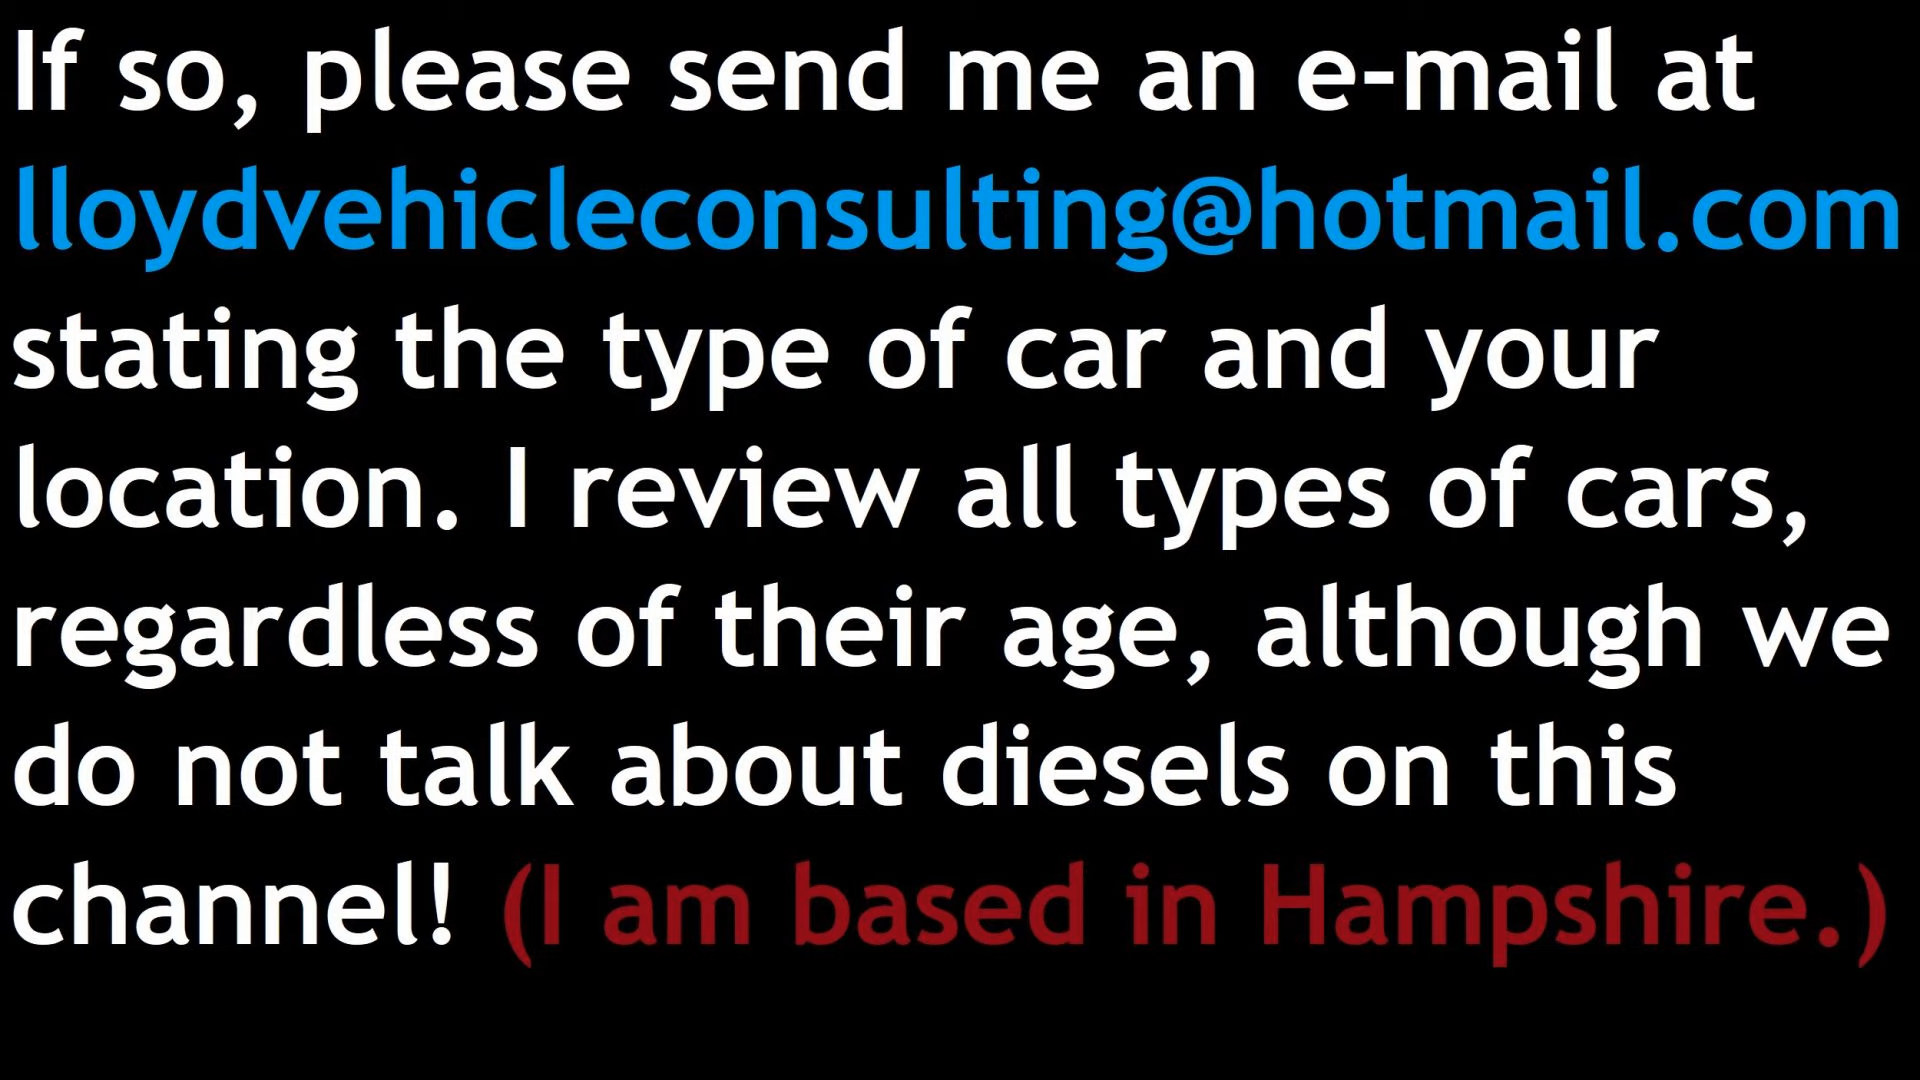 If so, please send me an e-mail at
lloydvehicleconsulting@hotmail.com
stating the type of car and your
location. I review all types of cars,
regardless of their age, although we
do not talk about diesels on this
channel! (I am based in Hampshire.)